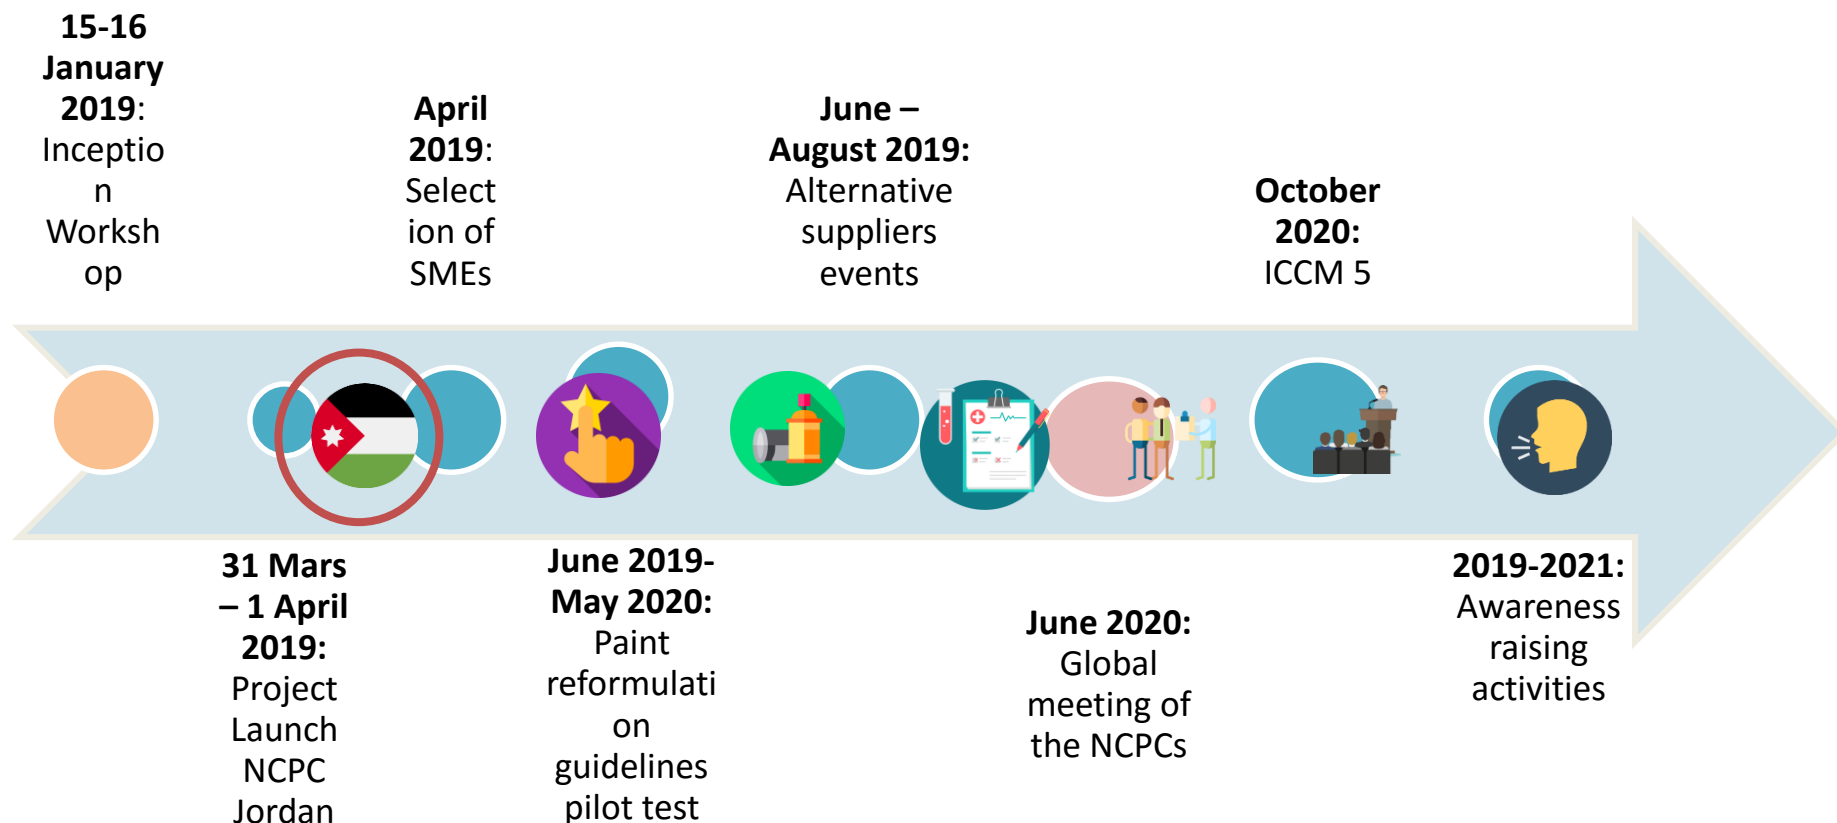 15-16
January
2019:
Inceptio
n
Worksh
op
April
2019:
Select
ion of
SMEs
June –
August 2019:
Alternative
suppliers
events
October
2020:
ICCM 5
31 Mars
– 1 April
2019:
Project
Launch
NCPC
Jordan
June 2019-
May 2020:
Paint
reformulati
on
guidelines
pilot test
June 2020:
Global
meeting of
the NCPCs
2019-2021:
Awareness
raising
activities